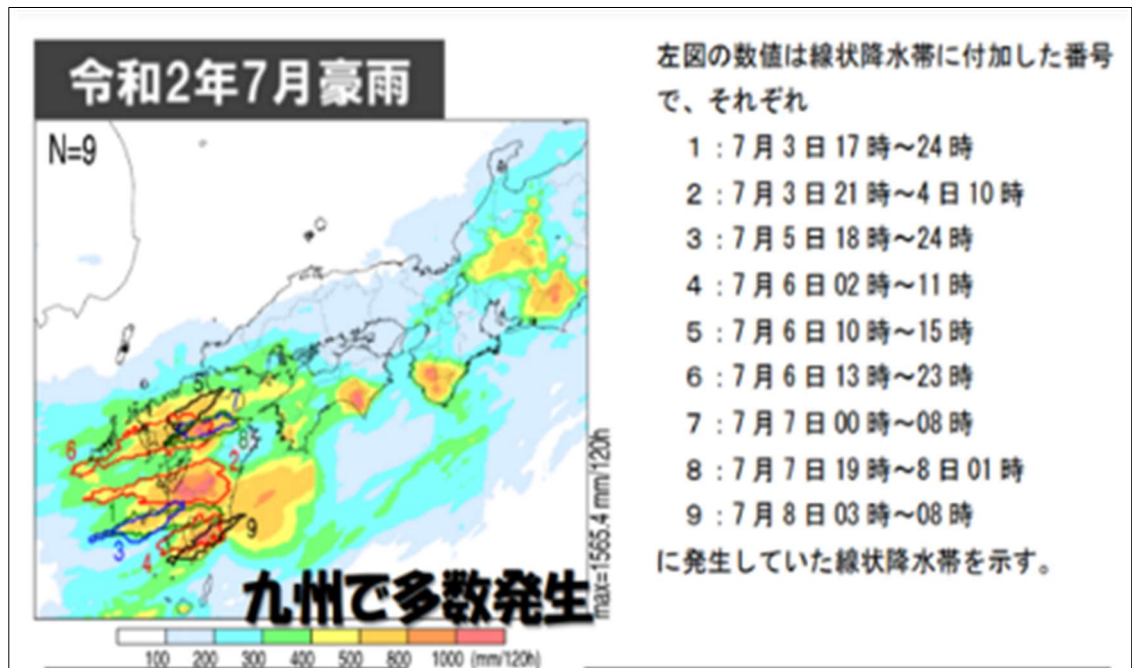 令和2年7月豪雨
N=9
5
7
6
8
2
9
3
4
九州で多数発生
max=1565.4 mm/120h
100 200 300 400 500 800 1000 (mm/120h)
左図の数値は線状降水帯に付加した番号
で、それぞれ
1：7月3日17時～24時
2：7月3日21時～4日10時
3：7月5日18時～24時
4：7月6日02時～11時
5：7月6日10時～15時
6：7月6日13時～23時
7：7月7日00時～08時
8：7月7日19時～8日01時
9：7月8日03時～08時
に発生していた線状降水帯を示す。